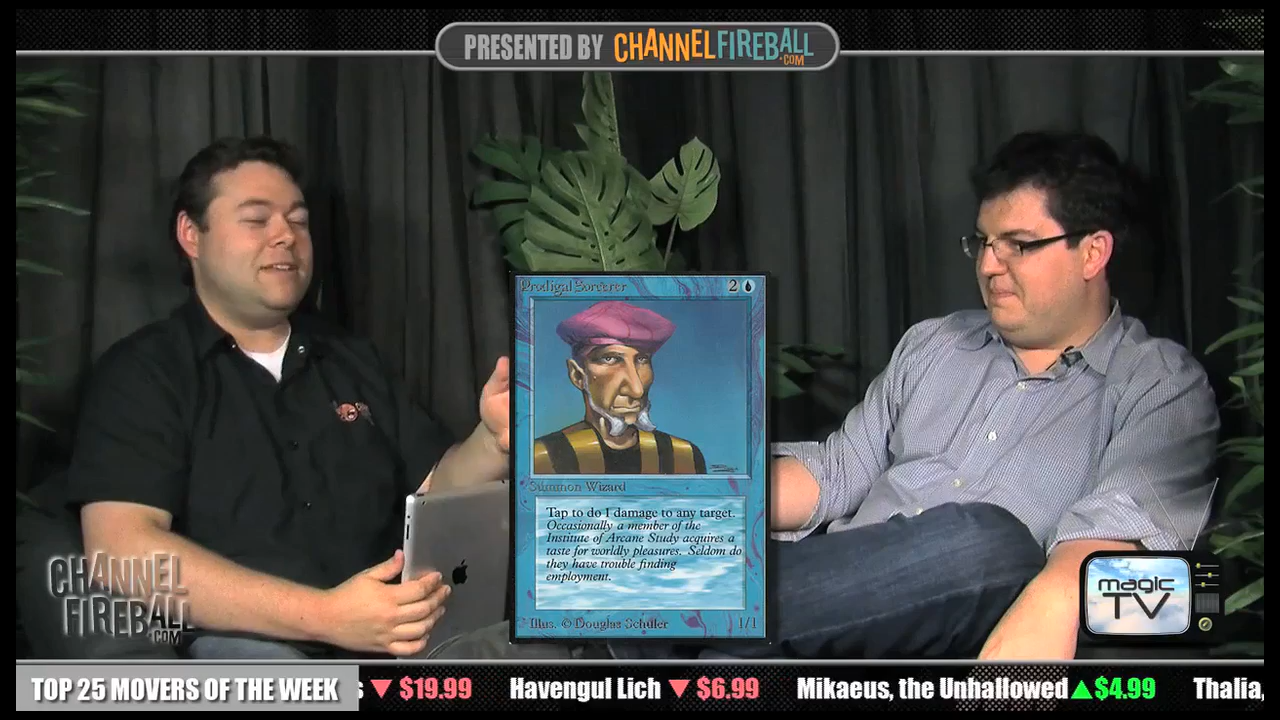 PRESENTED BY CHANNELFIREBALL.COM
Prodigal Sorcerer 2
Summon Wizard
Tap to do 1 damage to any target.
Occasionally a member of the
Institute of Arcane Study acquires a
taste for worldly pleasures. Seldom do
they have trouble finding
employment.
Illus. © Douglas Schuler 1/1
CHANNEL
FIREBALL
.COM
magic
TV
TOP 25 MOVERS OF THE WEEK s ▼ $19.99 Havengul Lich ▼ $6.99 Mikaeus, the Unhallowed ▲ $4.99 Thalia,